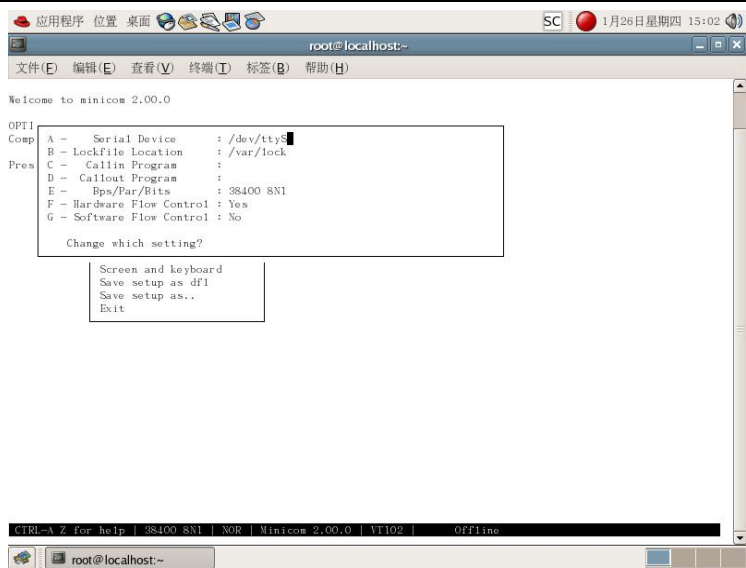 应用程序 位置 桌面 SC 1月26日星期四 15:02
root@localhost:~
文件(F) 编辑(E) 查看(V) 终端(T) 标签(B) 帮助(H)
Welcome to minicom 2.00.0
OPTI
Comp A - Serial Device : /dev/ttyS
B - Lockfile Location : /var/lock
Pres C - Callin Program :
D - Callout Program :
E - Bps/Par/Bits : 38400 8N1
F - Hardware Flow Control : Yes
G - Software Flow Control : No
Change which setting?
Screen and keyboard
Save setup as dfl
Save setup as..
Exit
CTRL-A Z for help | 38400 8N1 | NOR | Minicom 2.00.0 | VT102 | Offline
root@localhost:~